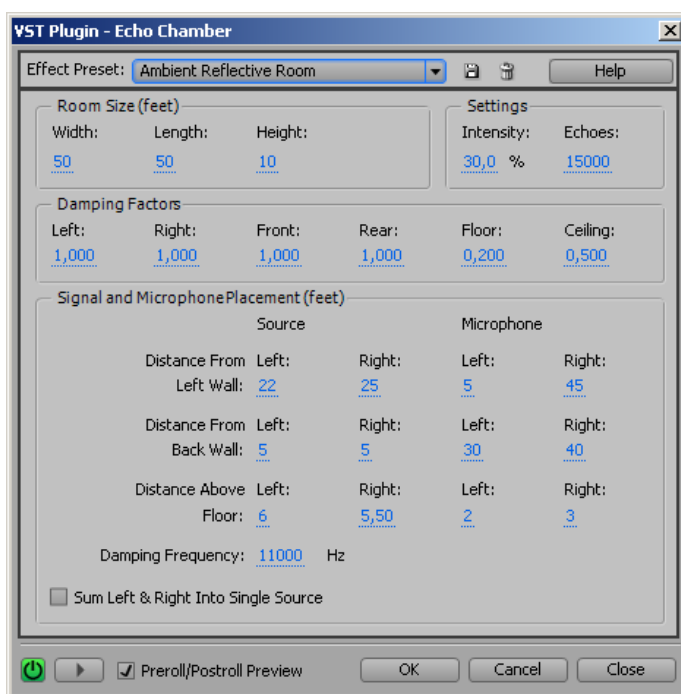 VST Plugin - Echo Chamber
Effect Preset: Ambient Reflective Room Help
Room Size (feet) Settings
Width: Length: Height: Intensity: Echoes:
50 50 10 30,0 % 15000
Damping Factors
Left: Right: Front: Rear: Floor: Ceiling:
1,000 1,000 1,000 1,000 0,200 0,500
Signal and Microphone Placement (feet)
Source Microphone
Distance From Left: Right: Left: Right:
Left Wall: 22 25 5 45
Distance From Left: Right: Left: Right:
Back Wall: 5 5 30 40
Distance Above Left: Right: Left: Right:
Floor: 6 5,50 2 3
Damping Frequency: 11000 Hz
Sum Left & Right Into Single Source
Preroll/Postroll Preview OK Cancel Close